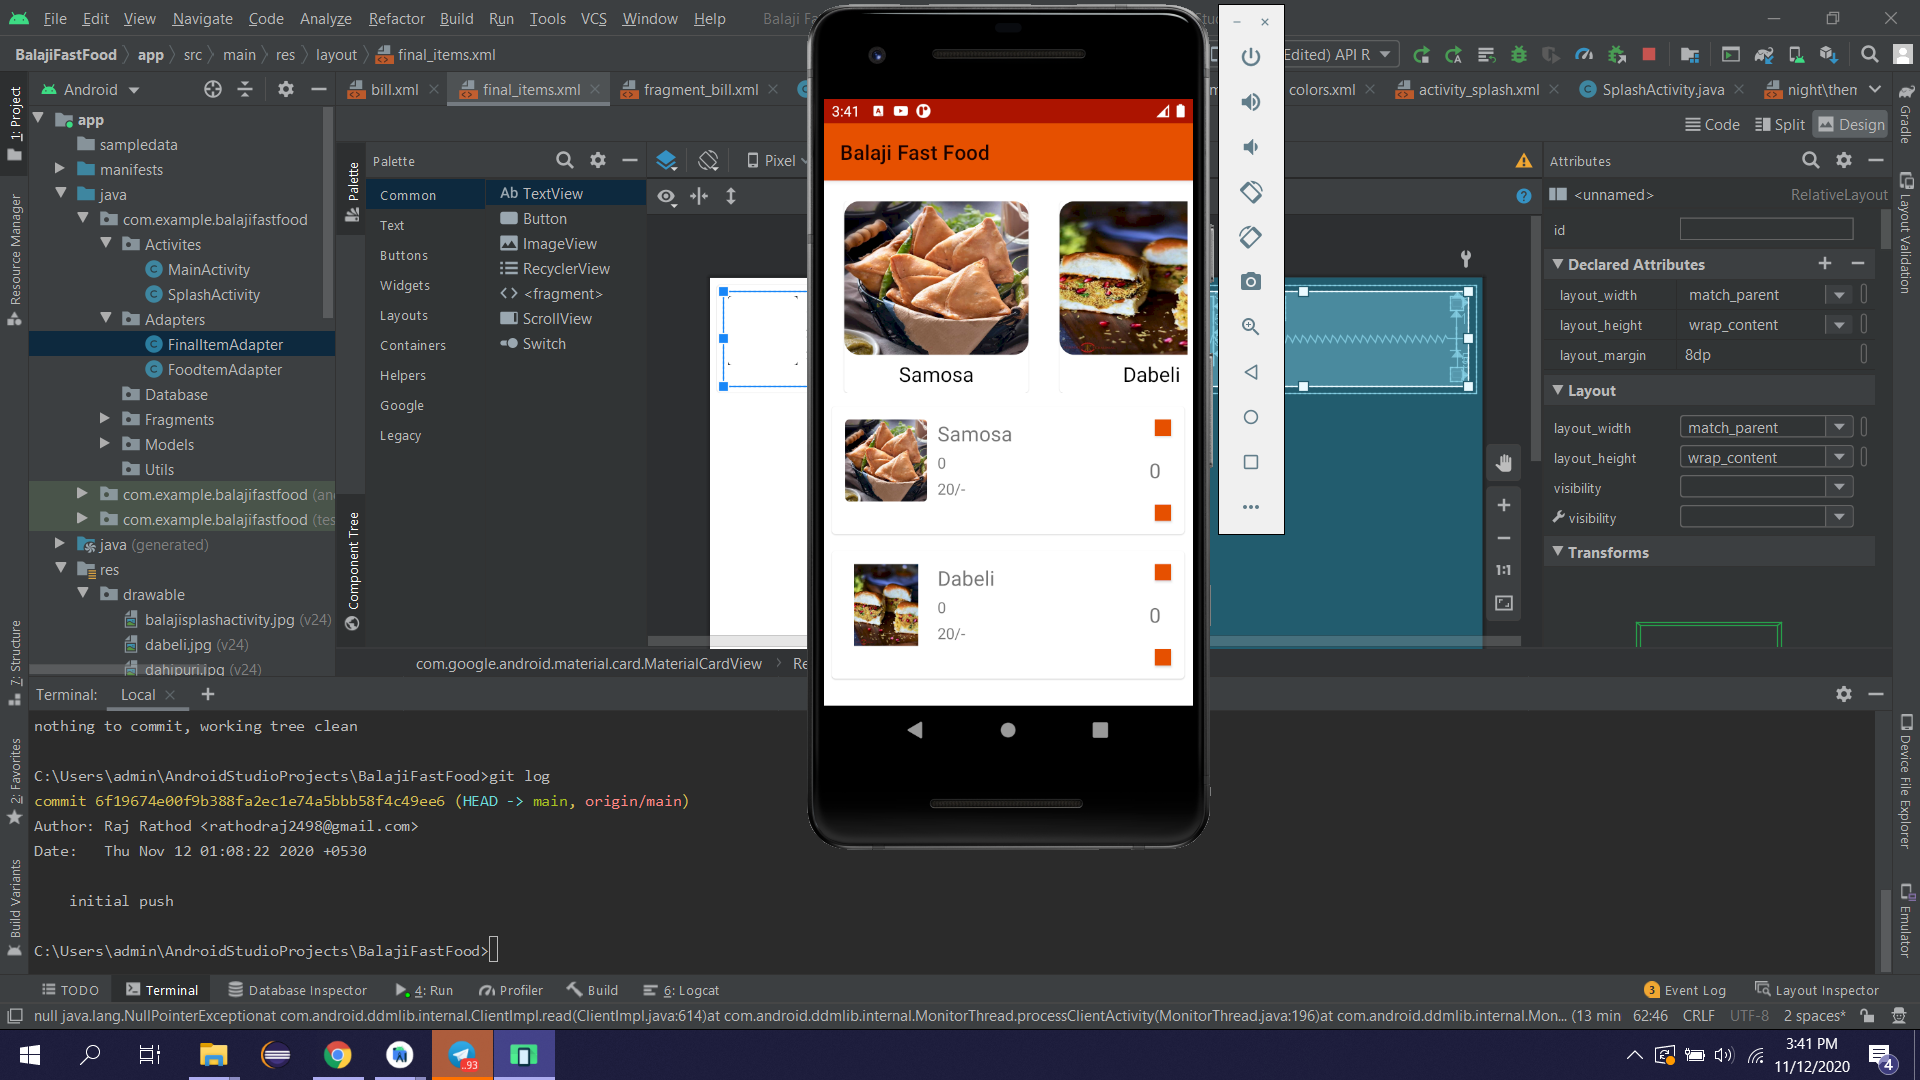 File Edit View Navigate Code Analyze Refactor Build Run Tools VCS Window Help Balaji Fa
BalajiFastFood app src main res layout final_items.xml
Edited) API R
Android
bill.xml final_items.xml fragment_bill.xml colors.xml activity_splash.xml SplashActivity.java night\then
Code Split Design
1: Project
Resource Manager
7: Structure
2: Favorites
Build Variants
app
sampledata
manifests
java
com.example.balajifastfood
Activites
MainActivity
SplashActivity
Adapters
FinalItemAdapter
FoodtemAdapter
Database
Fragments
Models
Utils
com.example.balajifastfood (an
com.example.balajifastfood (tes
java (generated)
res
drawable
balajisplashactivity.jpg (v24)
dabeli.jpg (v24)
dahipuri.jpg (v24)
Palette
Component Tree
Palette
Common
Text
Buttons
Widgets
Layouts
Containers
Helpers
Google
Legacy
Ab TextView
Button
ImageView
RecyclerView
<fragment>
ScrollView
Switch
Pixel
com.google.android.material.card.MaterialCardView Re
3:41
Balaji Fast Food
Samosa Dabeli
Samosa
0
20/-
0
Dabeli
0
20/-
0
1:1
Attributes
<unnamed> RelativeLayout
id
Declared Attributes
layout_width match_parent
layout_height wrap_content
layout_margin 8dp
Layout
layout_width match_parent
layout_height wrap_content
visibility
visibility
Transforms
Gradle
Layout Validation
Device File Explorer
Emulator
Terminal: Local
nothing to commit, working tree clean
C:\Users\admin\AndroidStudioProjects\BalajiFastFood>git log
commit 6f19674e00f9b388fa2ec1e74a5bbb58f4c49ee6 (HEAD -> main, origin/main)
Author: Raj Rathod <rathodraj2498@gmail.com>
Date: Thu Nov 12 01:08:22 2020 +0530
initial push
C:\Users\admin\AndroidStudioProjects\BalajiFastFood>
TODO Terminal Database Inspector 4: Run Profiler Build 6: Logcat 3 Event Log Layout Inspector
null java.lang.NullPointerExceptionat com.android.ddmlib.internal.ClientImpl.read(ClientImpl.java:614)at com.android.ddmlib.internal.MonitorThread.processClientActivity(MonitorThread.java:196)at com.android.ddmlib.internal.Mon... (13 min 62:46 CRLF UTF-8 2 spaces*
..93
3:41 PM
11/12/2020
4